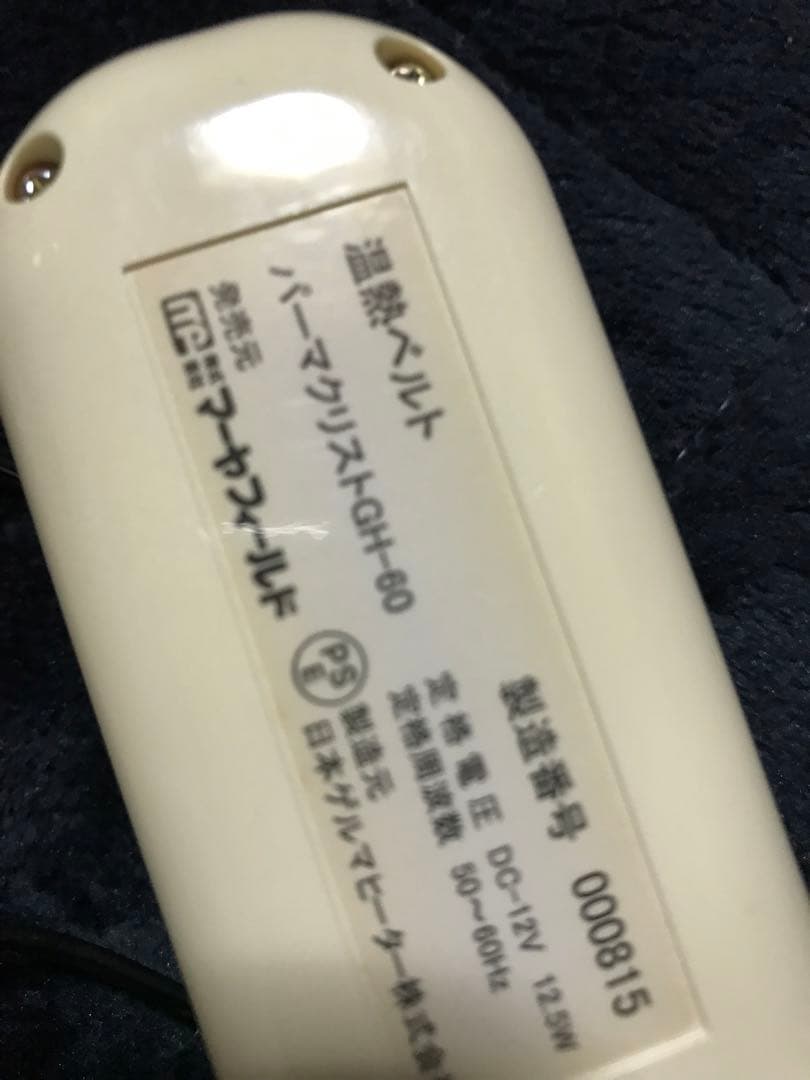 温熱ベルト
パーマクリストGH-60
製造番号 000815
定格電圧 DC-12V 12.5W
定格周波数 50～60Hz
発売元
株式会社 マーヤフィールド
PSE
製造元
日本ゲルマヒーター株式会